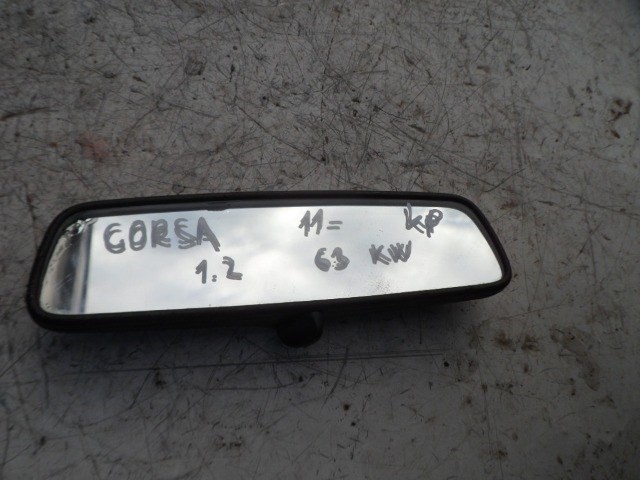 CORSA 11= KP
1.2 63 KW